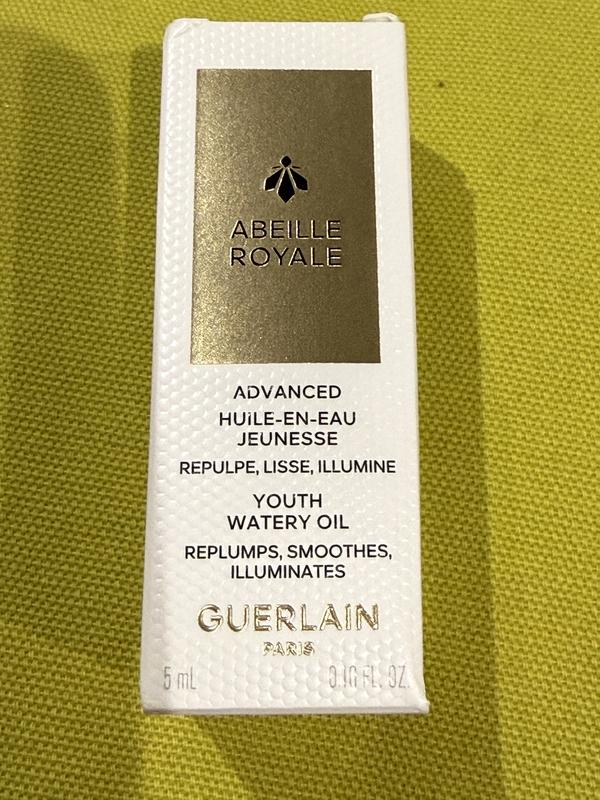 ABEILLE
ROYALE
ADVANCED
HUILE-EN-EAU
JEUNESSE
REPULPE, LISSE, ILLUMINE
YOUTH
WATERY OIL
REPLUMPS, SMOOTHES,
ILLUMINATES
GUERLAIN
PARIS
5 mL 0.16 FL. OZ.